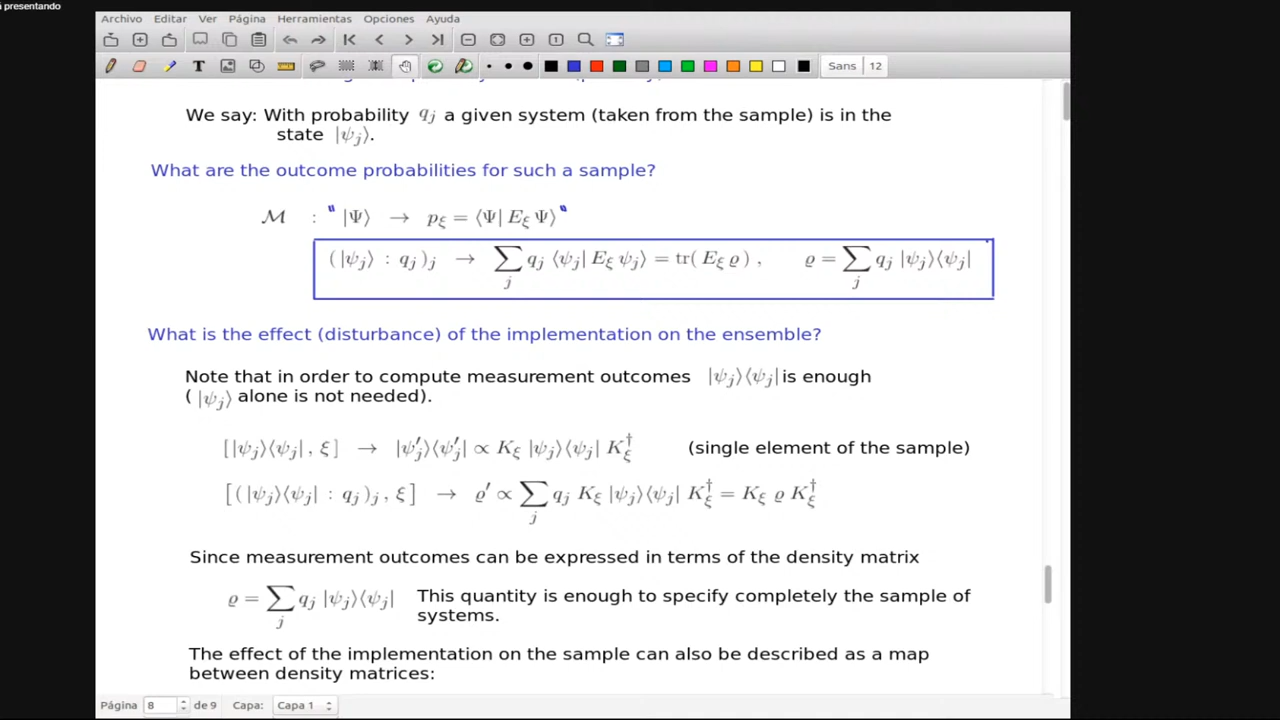 presentando
Archivo Editar Ver Página Herramientas Opciones Ayuda
T Sans 12
We say: With probability q_j a given system (taken from the sample) is in the
state |ψ_j⟩.
What are the outcome probabilities for such a sample?
ℳ : " |Ψ⟩ → p_ξ = ⟨Ψ| E_ξ Ψ⟩ "
( |ψ_j⟩ : q_j )_j → ∑_j q_j ⟨ψ_j| E_ξ ψ_j⟩ = tr( E_ξ ϱ ) , ϱ = ∑_j q_j |ψ_j⟩⟨ψ_j|
What is the effect (disturbance) of the implementation on the ensemble?
Note that in order to compute measurement outcomes |ψ_j⟩⟨ψ_j| is enough
( |ψ_j⟩ alone is not needed).
[ |ψ_j⟩⟨ψ_j| , ξ ] → |ψ′_j⟩⟨ψ′_j| ∝ K_ξ |ψ_j⟩⟨ψ_j| K_ξ^† (single element of the sample)
[ ( |ψ_j⟩⟨ψ_j| : q_j )_j , ξ ] → ϱ′ ∝ ∑_j q_j K_ξ |ψ_j⟩⟨ψ_j| K_ξ^† = K_ξ ϱ K_ξ^†
Since measurement outcomes can be expressed in terms of the density matrix
ϱ = ∑_j q_j |ψ_j⟩⟨ψ_j| This quantity is enough to specify completely the sample of
systems.
The effect of the implementation on the sample can also be described as a map
between density matrices:
Página 8 de 9 Capa: Capa 1